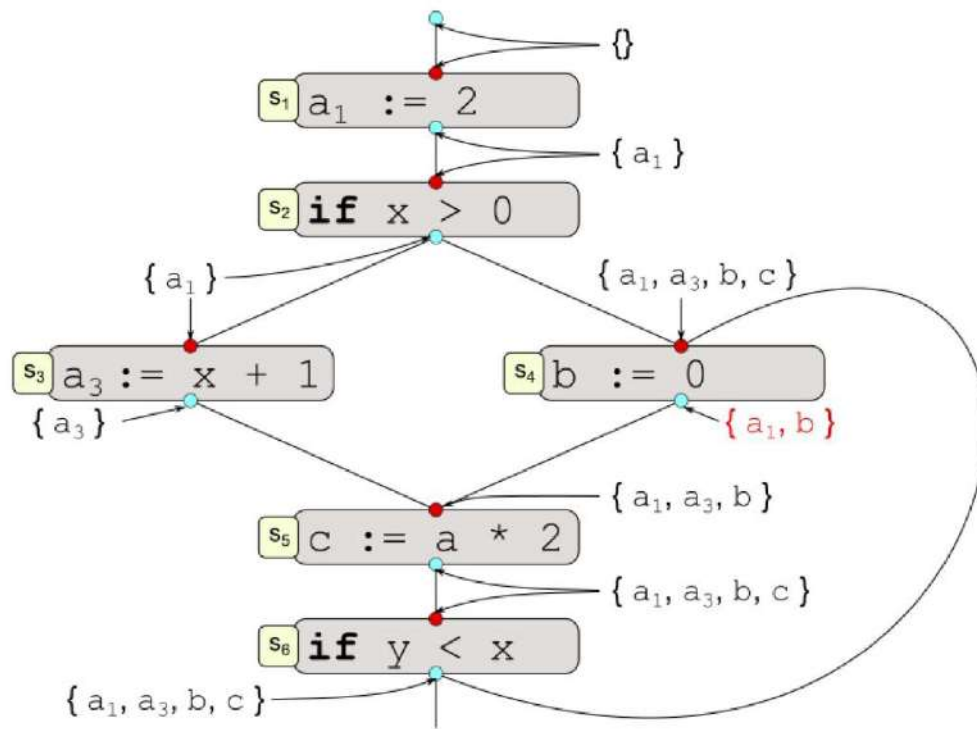 {}
s₁ a₁ := 2
{ a₁ }
s₂ if x > 0
{ a₁ }
{ a₁, a₃, b, c }
s₃ a₃ := x + 1
s₄ b := 0
{ a₃ }
{ a₁, b }
{ a₁, a₃, b }
s₅ c := a * 2
{ a₁, a₃, b, c }
s₆ if y < x
{ a₁, a₃, b, c }